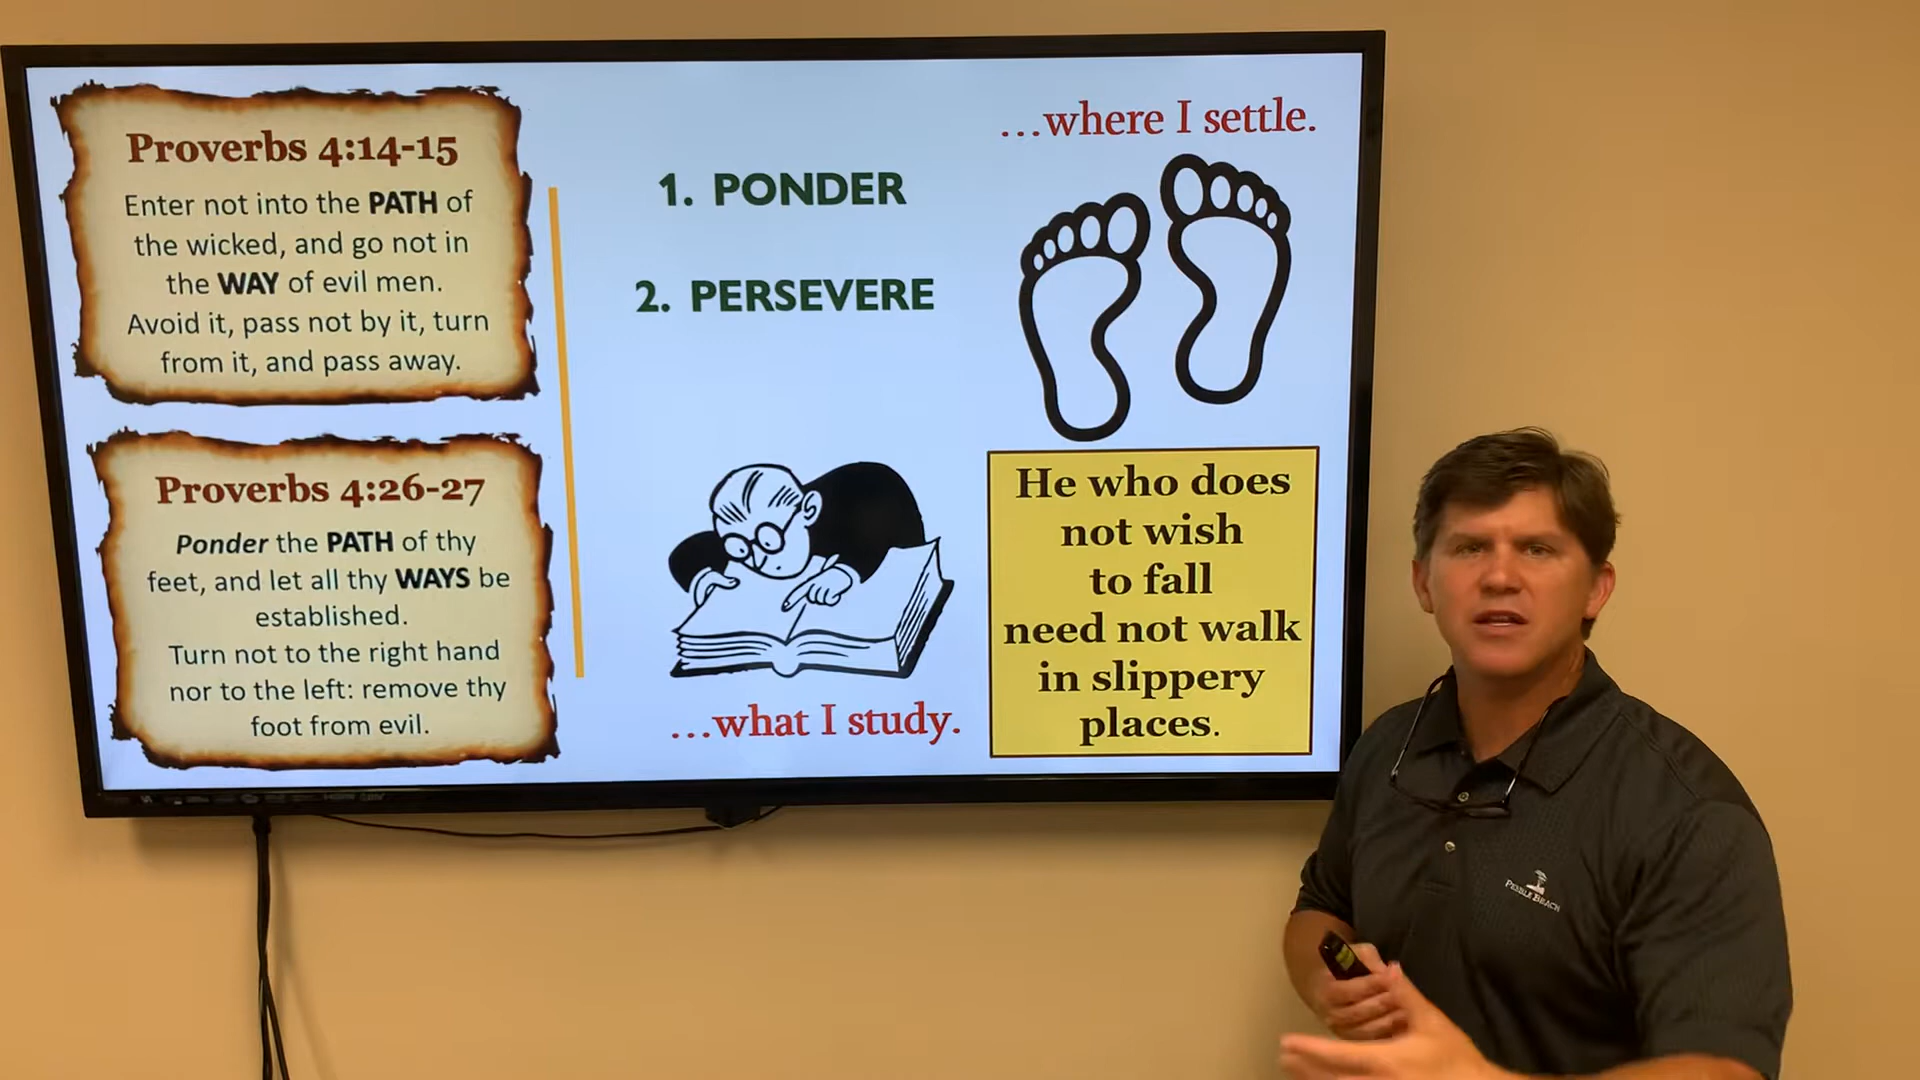 Proverbs 4:14-15
Enter not into the PATH of
the wicked, and go not in
the WAY of evil men.
Avoid it, pass not by it, turn
from it, and pass away.
Proverbs 4:26-27
Ponder the PATH of thy
feet, and let all thy WAYS be
established.
Turn not to the right hand
nor to the left: remove thy
foot from evil.
1. PONDER
2. PERSEVERE
...what I study.
...where I settle.
He who does
not wish
to fall
need not walk
in slippery
places.
PEBBLE BEACH